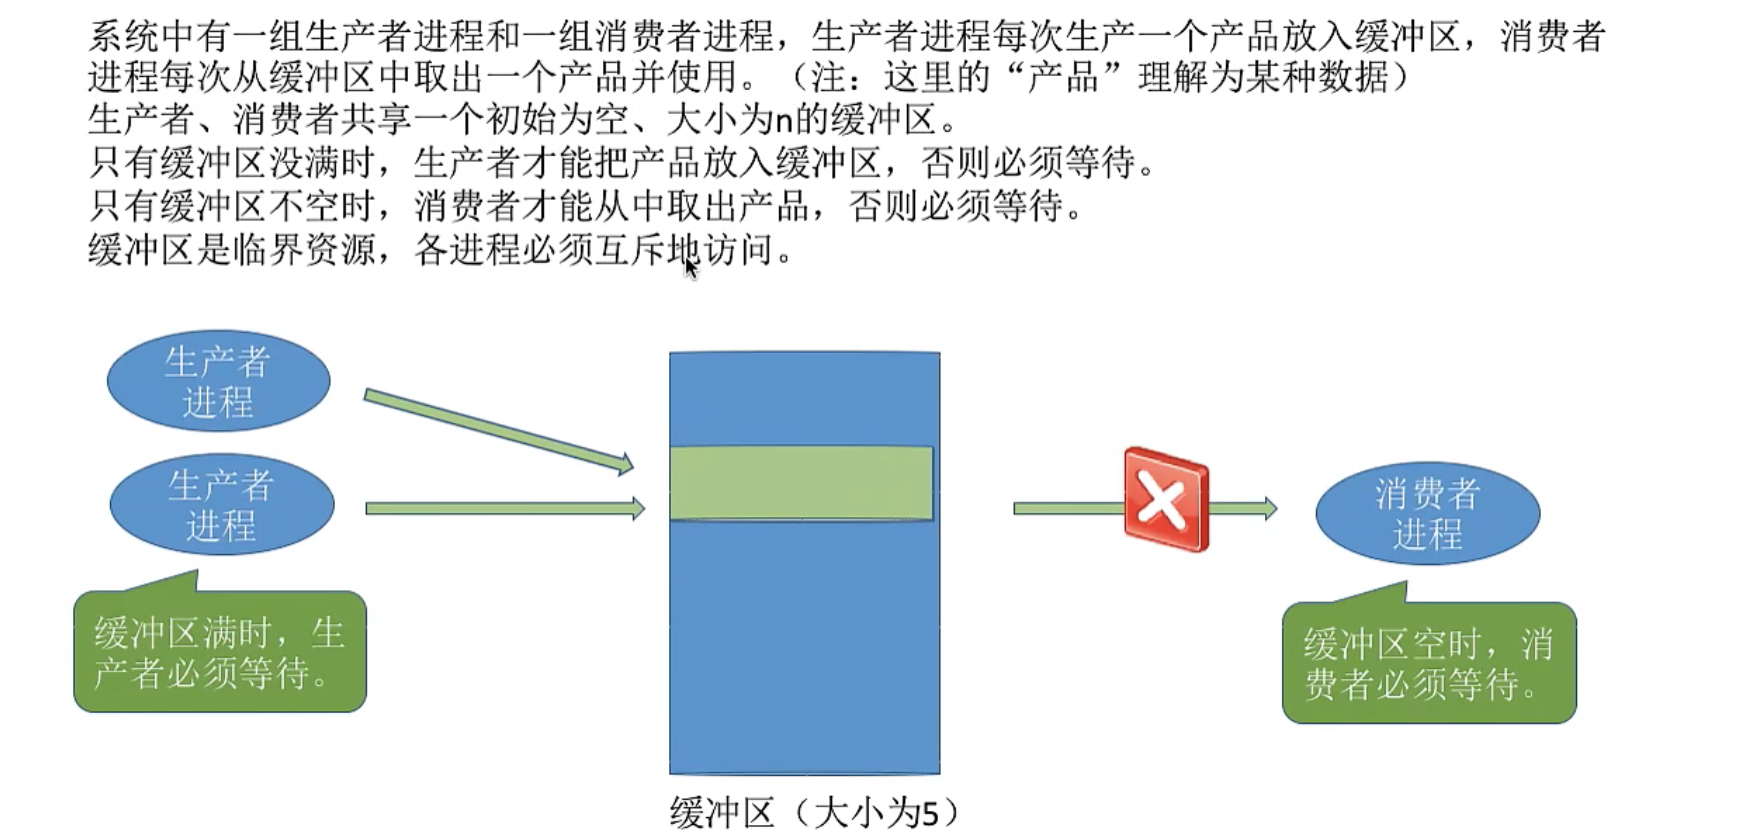 系统中有一组生产者进程和一组消费者进程，生产者进程每次生产一个产品放入缓冲区，消费者
进程每次从缓冲区中取出一个产品并使用。（注：这里的“产品”理解为某种数据）
生产者、消费者共享一个初始为空、大小为n的缓冲区。
只有缓冲区没满时，生产者才能把产品放入缓冲区，否则必须等待。
只有缓冲区不空时，消费者才能从中取出产品，否则必须等待。
缓冲区是临界资源，各进程必须互斥地访问。
生产者
进程
生产者
进程
缓冲区满时，生
产者必须等待。
消费者
进程
缓冲区空时，消
费者必须等待。
缓冲区（大小为5）